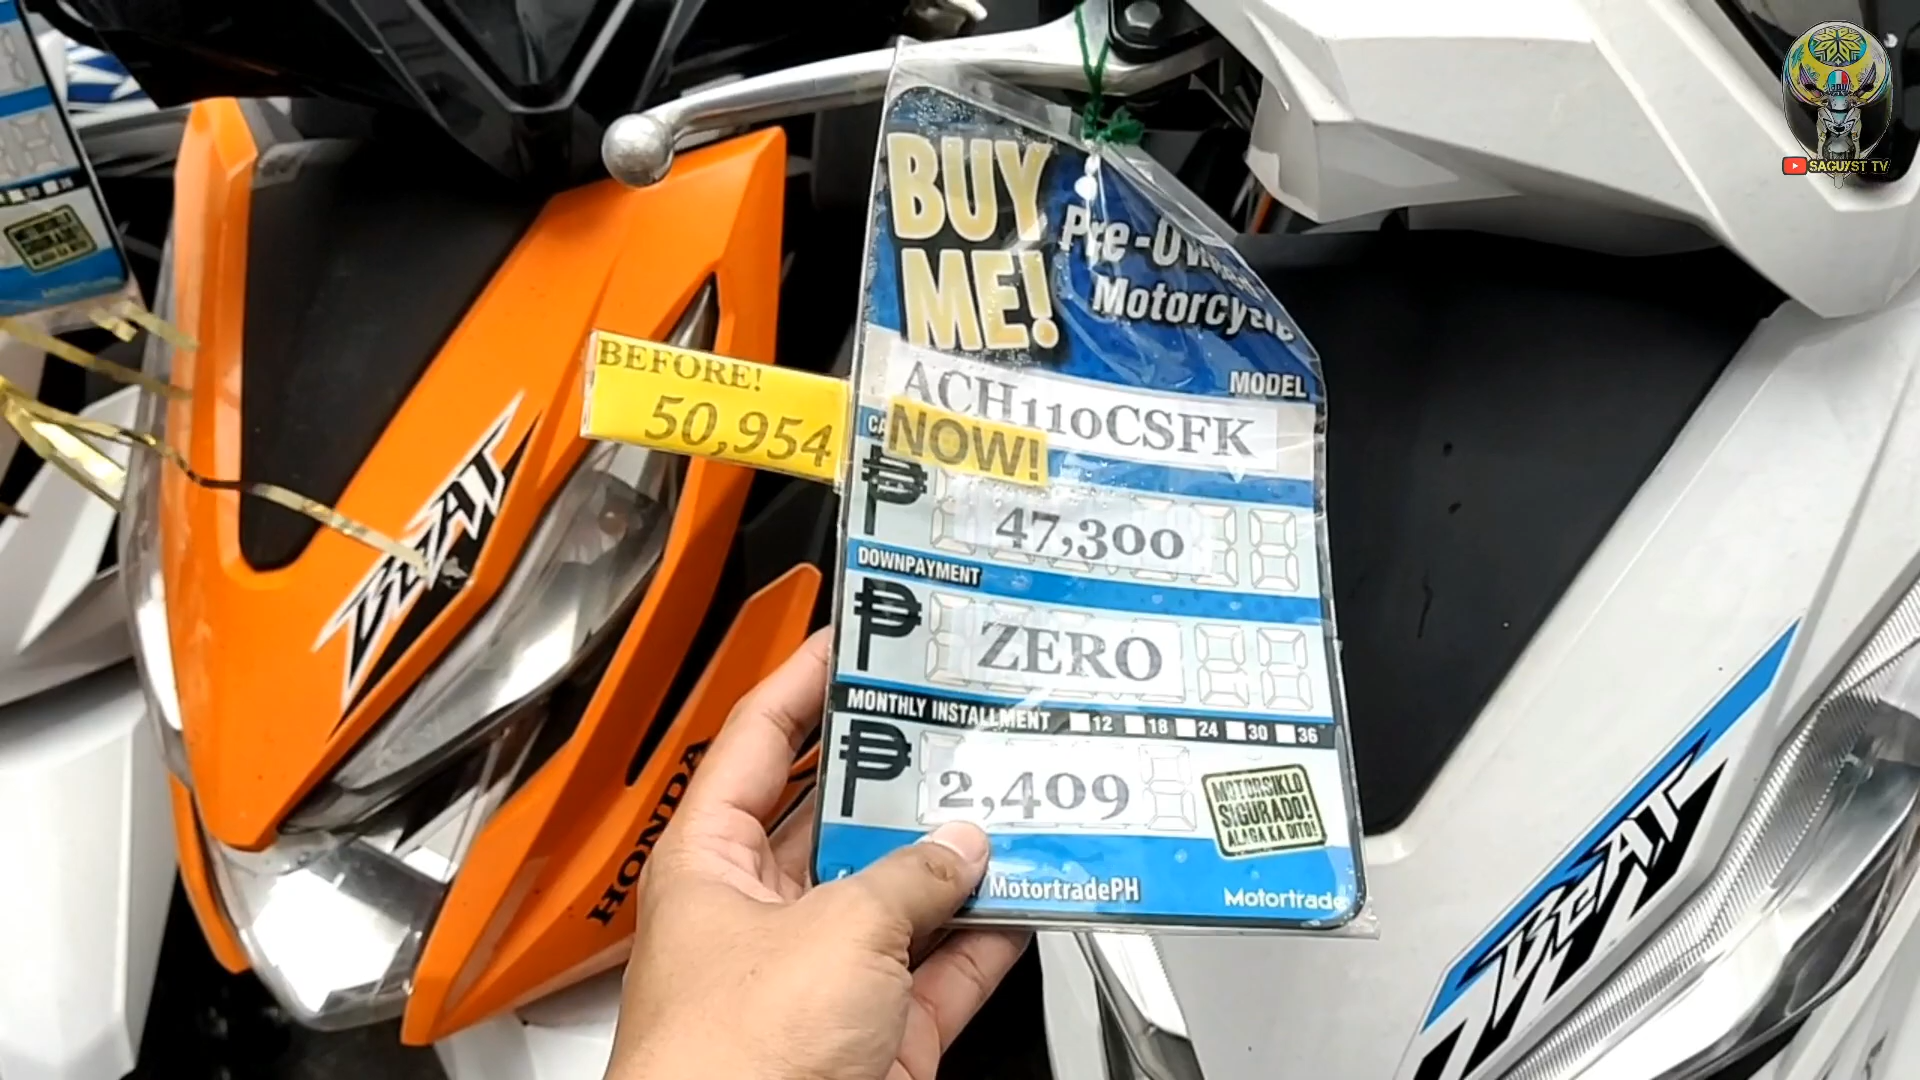 SAGUYST TV
BUY
ME!
Pre-Owned
Motorcycle
BEFORE!
50,954
MODEL
ACH110CSFK
NOW!
₱ 47,300
DOWNPAYMENT
₱ ZERO
MONTHLY INSTALLMENT 12 18 24 30 36
₱ 2,409
MOTORSIKLO
SIGURADO!
ALAGA KA DITO!
MotortradePH
Motortrade
BeAT
HONDA
BeAT